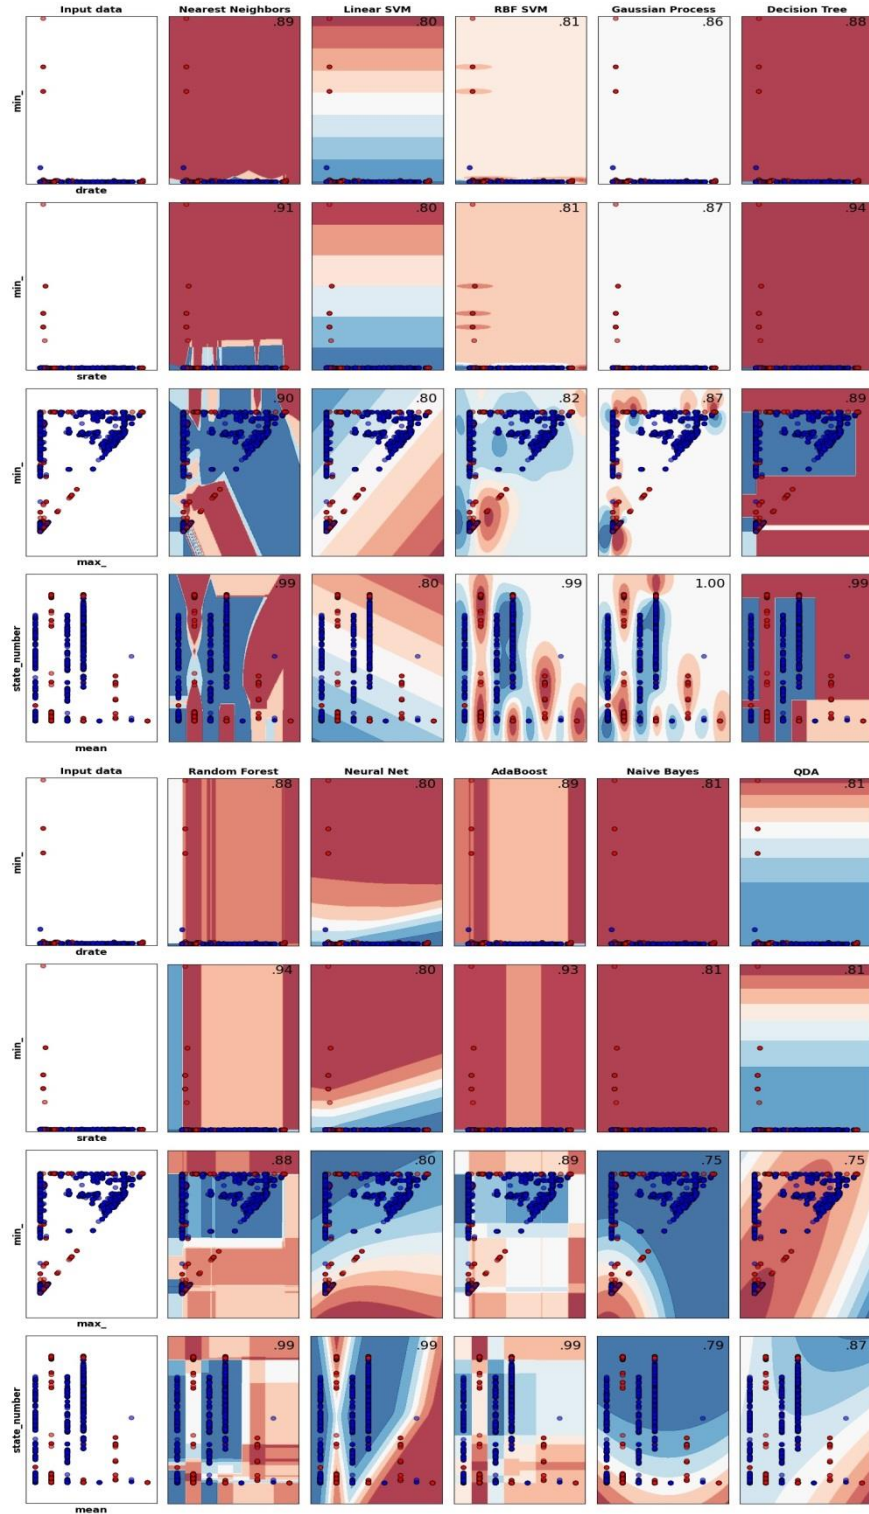 Input data Nearest Neighbors Linear SVM RBF SVM Gaussian Process Decision Tree
min_ .89 .80 .81 .86 .88
drate
min_ .91 .80 .81 .87 .94
srate
min_ .90 .80 .82 .87 .89
max_
state_number .99 .80 .99 1.00 .99
mean
Input data Random Forest Neural Net AdaBoost Naive Bayes QDA
min_ .88 .80 .89 .81 .81
drate
min_ .94 .80 .93 .81 .81
srate
min_ .88 .80 .89 .75 .75
max_
state_number .99 .99 .99 .79 .87
mean